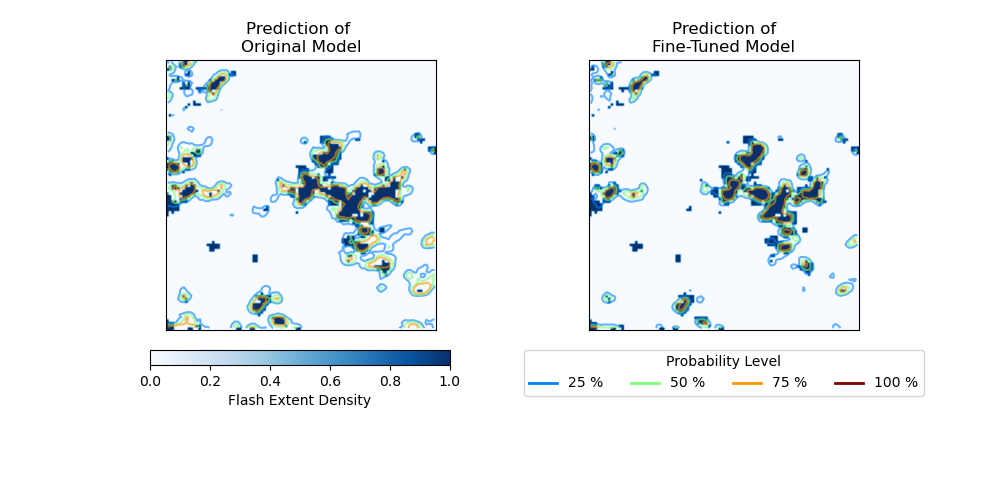 Prediction of
Original Model
Prediction of
Fine-Tuned Model
0.0 0.2 0.4 0.6 0.8 1.0
Flash Extent Density
Probability Level
25 % 50 % 75 % 100 %